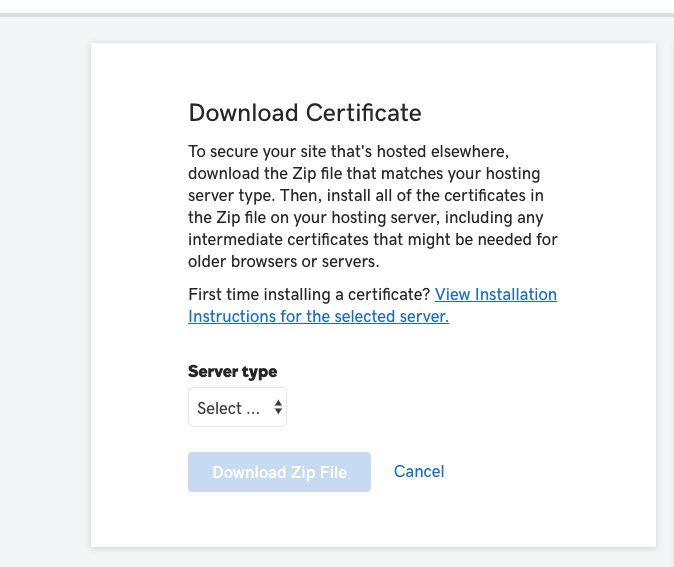 Download Certificate
To secure your site that's hosted elsewhere,
download the Zip file that matches your hosting
server type. Then, install all of the certificates in
the Zip file on your hosting server, including any
intermediate certificates that might be needed for
older browsers or servers.
First time installing a certificate? View Installation
Instructions for the selected server.
Server type
Select ...
Download Zip File Cancel